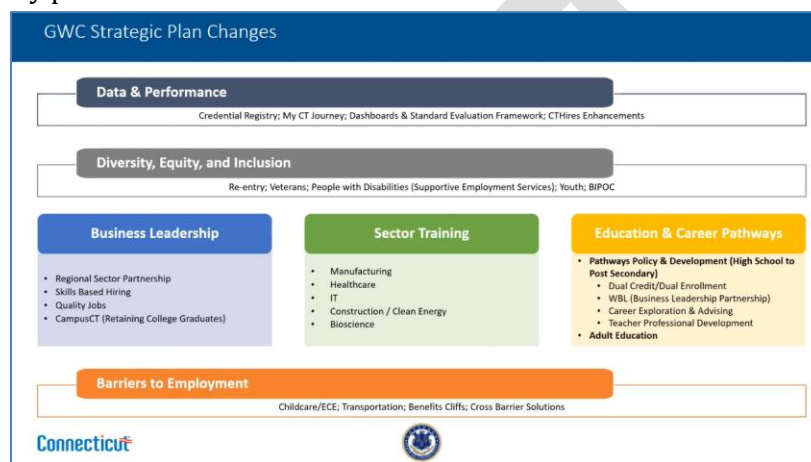 GWC Strategic Plan Changes
Data & Performance
Credential Registry; My CT Journey; Dashboards & Standard Evaluation Framework; CTHires Enhancements
Diversity, Equity, and Inclusion
Re-entry; Veterans; People with Disabilities (Supportive Employment Services); Youth; BIPOC
Business Leadership
• Regional Sector Partnership
• Skills Based Hiring
• Quality Jobs
• CampusCT (Retaining College Graduates)
Sector Training
• Manufacturing
• Healthcare
• IT
• Construction / Clean Energy
• Bioscience
Education & Career Pathways
• Pathways Policy & Development (High School to
Post Secondary)
• Dual Credit/Dual Enrollment
• WBL (Business Leadership Partnership)
• Career Exploration & Advising
• Teacher Professional Development
• Adult Education
Barriers to Employment
Childcare/ECE; Transportation; Benefits Cliffs; Cross Barrier Solutions
Connecticut